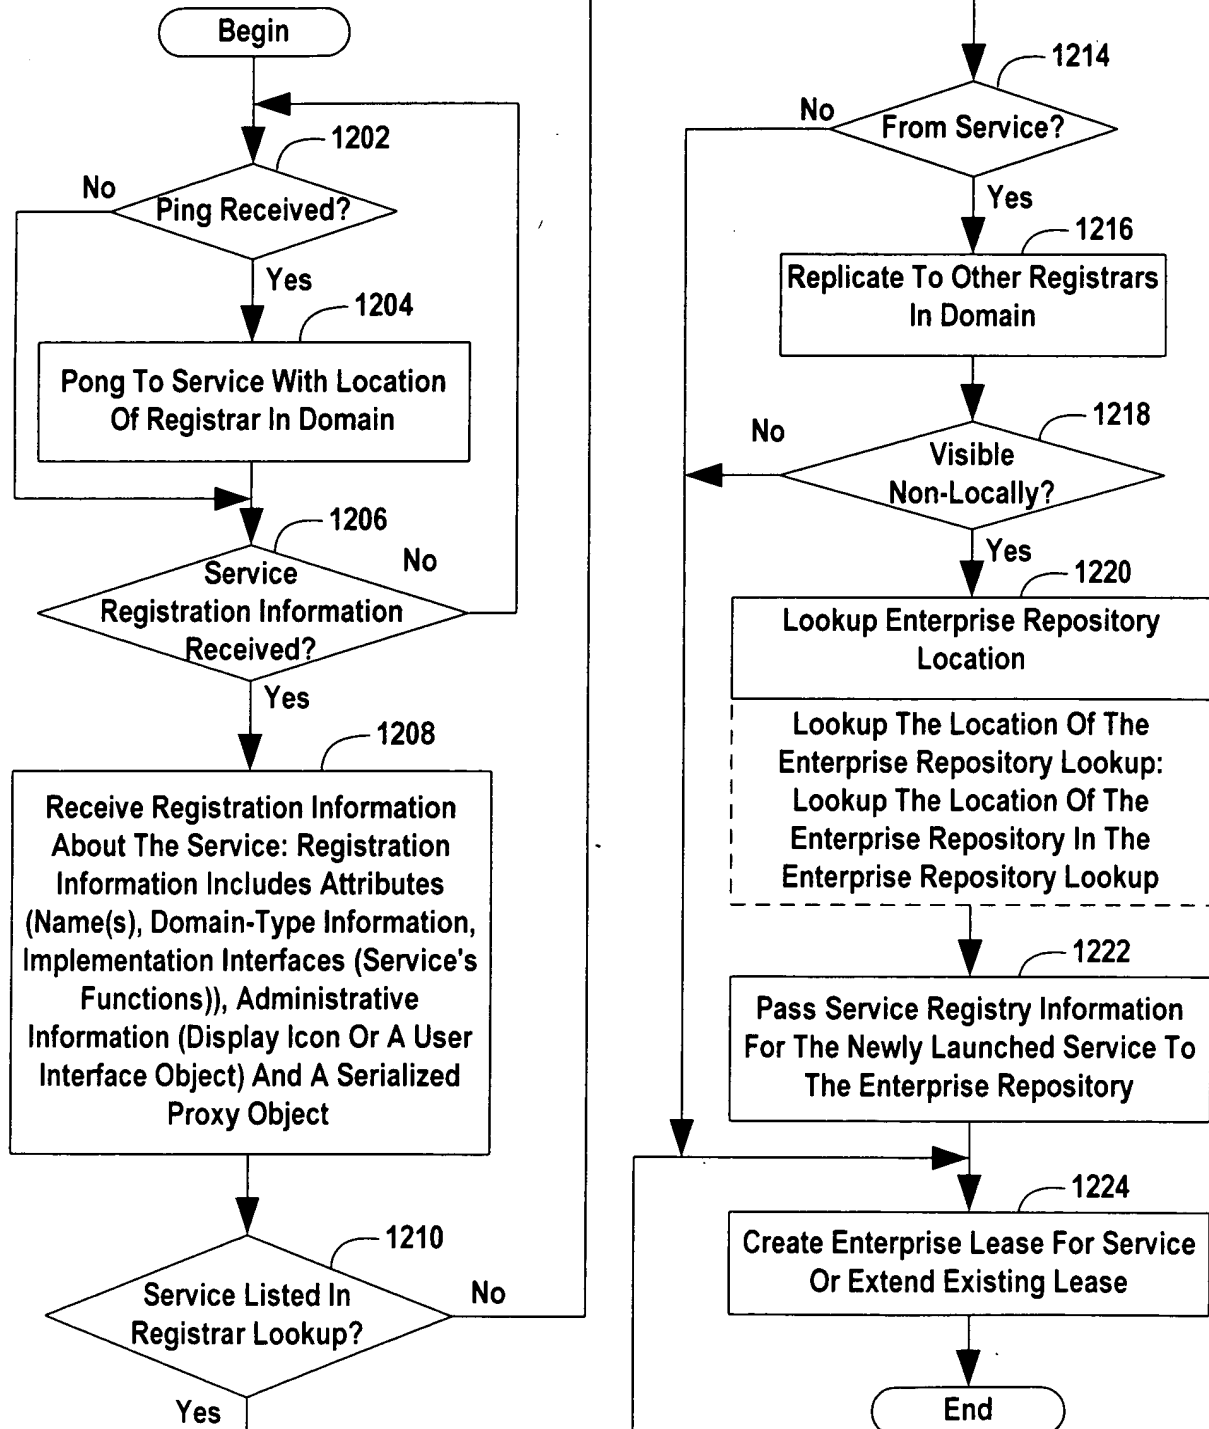 Begin
1202
No
Ping Received?
Yes
1204
Pong To Service With Location
Of Registrar In Domain
1206
No
Service
Registration Information
Received?
Yes
1208
Receive Registration Information
About The Service: Registration
Information Includes Attributes
(Name(s), Domain-Type Information,
Implementation Interfaces (Service's
Functions)), Administrative
Information (Display Icon Or A User
Interface Object) And A Serialized
Proxy Object
1210
Service Listed In
Registrar Lookup?
No
Yes
1214
No
From Service?
Yes
1216
Replicate To Other Registrars
In Domain
1218
No
Visible
Non-Locally?
Yes
1220
Lookup Enterprise Repository
Location
Lookup The Location Of The
Enterprise Repository Lookup:
Lookup The Location Of The
Enterprise Repository In The
Enterprise Repository Lookup
1222
Pass Service Registry Information
For The Newly Launched Service To
The Enterprise Repository
1224
Create Enterprise Lease For Service
Or Extend Existing Lease
End